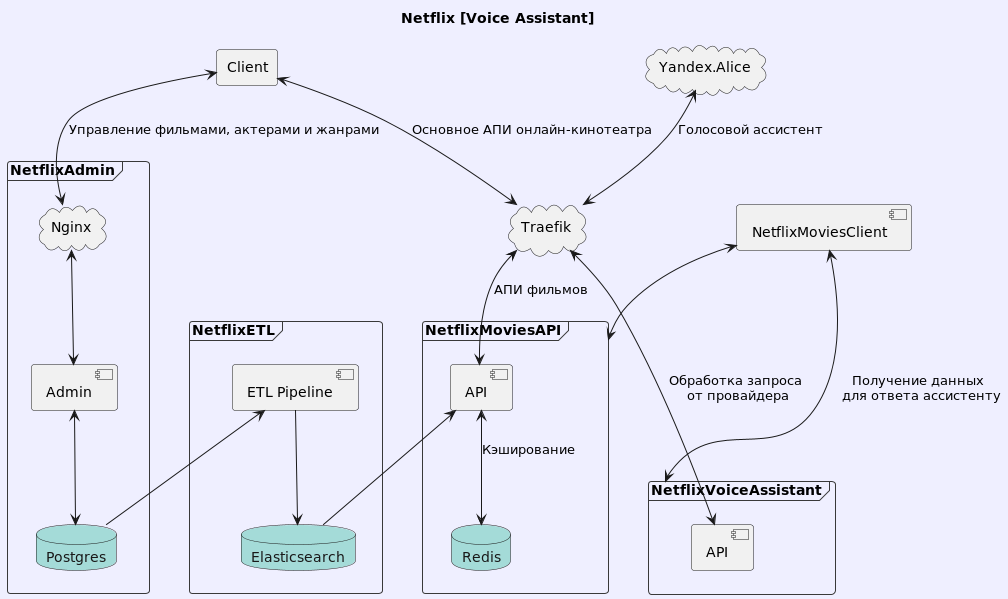 Netflix [Voice Assistant]
Client
Yandex.Alice
Управление фильмами, актерами и жанрами
Основное АПИ онлайн-кинотеатра
Голосовой ассистент
NetflixAdmin
Nginx
Traefik
NetflixMoviesClient
АПИ фильмов
NetflixETL
NetflixMoviesAPI
Admin
ETL Pipeline
API
Обработка запроса
от провайдера
Получение данных
для ответа ассистенту
Кэширование
NetflixVoiceAssistant
Postgres
Elasticsearch
Redis
API